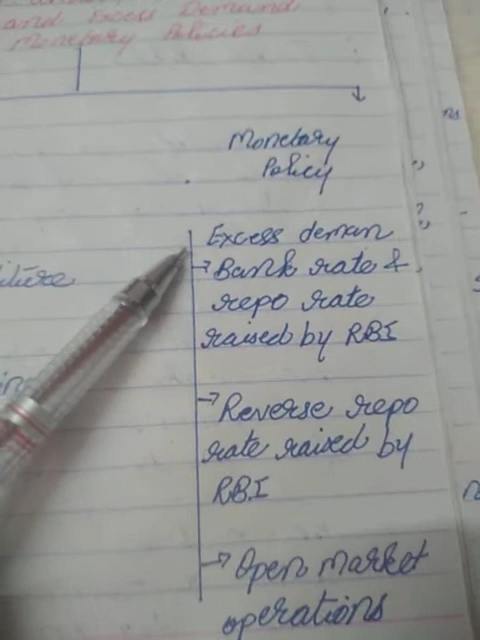 and Excess Demand
Monetary Policies
Monetary
Policy
Excess deman
→ Bank rate &
repo rate
raised by RBI
→ Reverse repo
rate raised by
RBI
→ Open market
operations